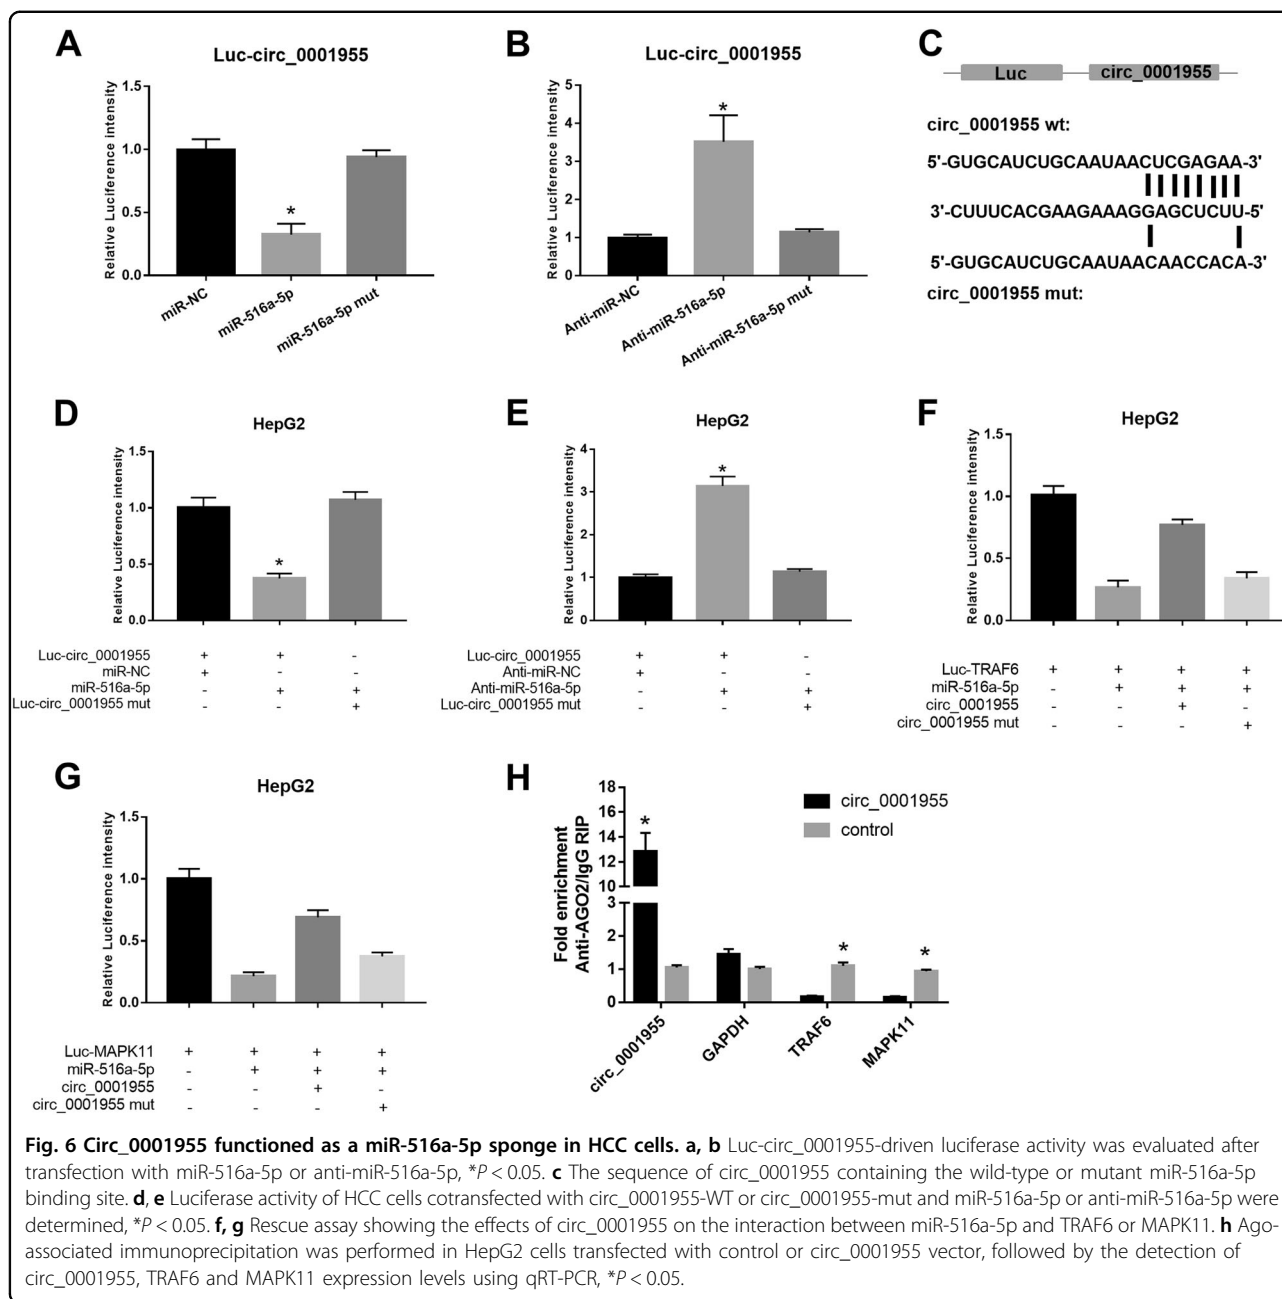 A
Luc-circ_0001955
Relative Luciference intensity
1.5
1.0
0.5
0.0
*
miR-NC
miR-516a-5p
miR-516a-5p mut
B
Luc-circ_0001955
Relative Luciference intensity
5
4
3
2
1
0
*
Anti-miR-NC
Anti-miR-516a-5p
Anti-miR-516a-5p mut
C
Luc circ_0001955
circ_0001955 wt:
5'-GUGCAUCUGCAAUAACUCGAGAA-3'
3'-CUUUCACGAAGAAAGGAGCUCUU-5'
5'-GUGCAUCUGCAAUAACAACCACA-3'
circ_0001955 mut:
D
HepG2
Relative Luciference intensity
1.5
1.0
0.5
0.0
*
Luc-circ_0001955 + + -
miR-NC + - -
miR-516a-5p - + +
Luc-circ_0001955 mut - - +
E
HepG2
Relative Luciference intensity
4
3
2
1
0
*
Luc-circ_0001955 + + -
Anti-miR-NC + - -
Anti-miR-516a-5p - + +
Luc-circ_0001955 mut - - +
F
HepG2
Relative Luciference intensity
1.5
1.0
0.5
0.0
Luc-TRAF6 + + + +
miR-516a-5p - + + +
circ_0001955 - - + -
circ_0001955 mut - - - +
G
HepG2
Relative Luciference intensity
1.5
1.0
0.5
0.0
Luc-MAPK11 + + + +
miR-516a-5p - + + +
circ_0001955 - - + -
circ_0001955 mut - - - +
H
Fold enrichment
Anti-AGO2/IgG RIP
18
16
14
12
10
3
2
1
0
*
*
*
circ_0001955
control
circ_0001955
GAPDH
TRAF6
MAPK11
Fig. 6 Circ_0001955 functioned as a miR-516a-5p sponge in HCC cells. a, b Luc-circ_0001955-driven luciferase activity was evaluated after
transfection with miR-516a-5p or anti-miR-516a-5p, *P < 0.05. c The sequence of circ_0001955 containing the wild-type or mutant miR-516a-5p
binding site. d, e Luciferase activity of HCC cells cotransfected with circ_0001955-WT or circ_0001955-mut and miR-516a-5p or anti-miR-516a-5p were
determined, *P < 0.05. f, g Rescue assay showing the effects of circ_0001955 on the interaction between miR-516a-5p and TRAF6 or MAPK11. h Ago-
associated immunoprecipitation was performed in HepG2 cells transfected with control or circ_0001955 vector, followed by the detection of
circ_0001955, TRAF6 and MAPK11 expression levels using qRT-PCR, *P < 0.05.